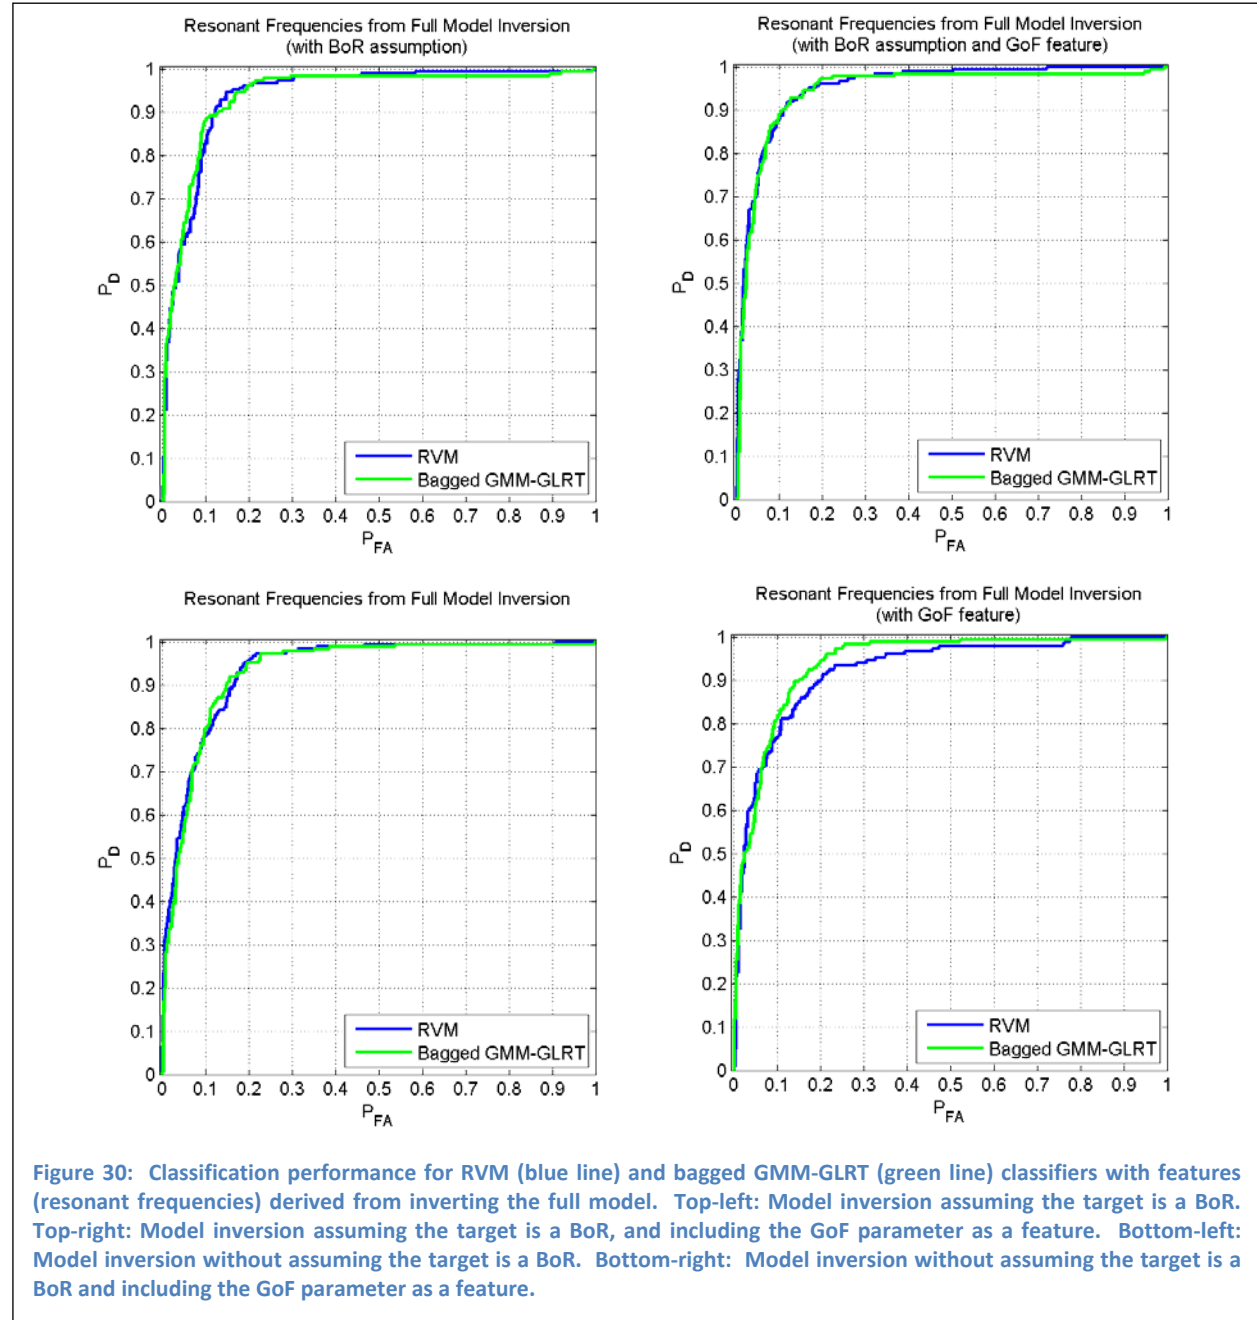 Resonant Frequencies from Full Model Inversion
(with BoR assumption)
1
0.9
0.8
0.7
0.6
0.5
0.4
0.3
0.2
0.1
0
P_D
RVM
Bagged GMM-GLRT
0 0.1 0.2 0.3 0.4 0.5 0.6 0.7 0.8 0.9 1
P_FA
Resonant Frequencies from Full Model Inversion
(with BoR assumption and GoF feature)
1
0.9
0.8
0.7
0.6
0.5
0.4
0.3
0.2
0.1
0
P_D
RVM
Bagged GMM-GLRT
0 0.1 0.2 0.3 0.4 0.5 0.6 0.7 0.8 0.9 1
P_FA
Resonant Frequencies from Full Model Inversion
1
0.9
0.8
0.7
0.6
0.5
0.4
0.3
0.2
0.1
0
P_D
RVM
Bagged GMM-GLRT
0 0.1 0.2 0.3 0.4 0.5 0.6 0.7 0.8 0.9 1
P_FA
Resonant Frequencies from Full Model Inversion
(with GoF feature)
1
0.9
0.8
0.7
0.6
0.5
0.4
0.3
0.2
0.1
0
P_D
RVM
Bagged GMM-GLRT
0 0.1 0.2 0.3 0.4 0.5 0.6 0.7 0.8 0.9 1
P_FA
Figure 30: Classification performance for RVM (blue line) and bagged GMM-GLRT (green line) classifiers with features
(resonant frequencies) derived from inverting the full model. Top-left: Model inversion assuming the target is a BoR.
Top-right: Model inversion assuming the target is a BoR, and including the GoF parameter as a feature. Bottom-left:
Model inversion without assuming the target is a BoR. Bottom-right: Model inversion without assuming the target is a
BoR and including the GoF parameter as a feature.